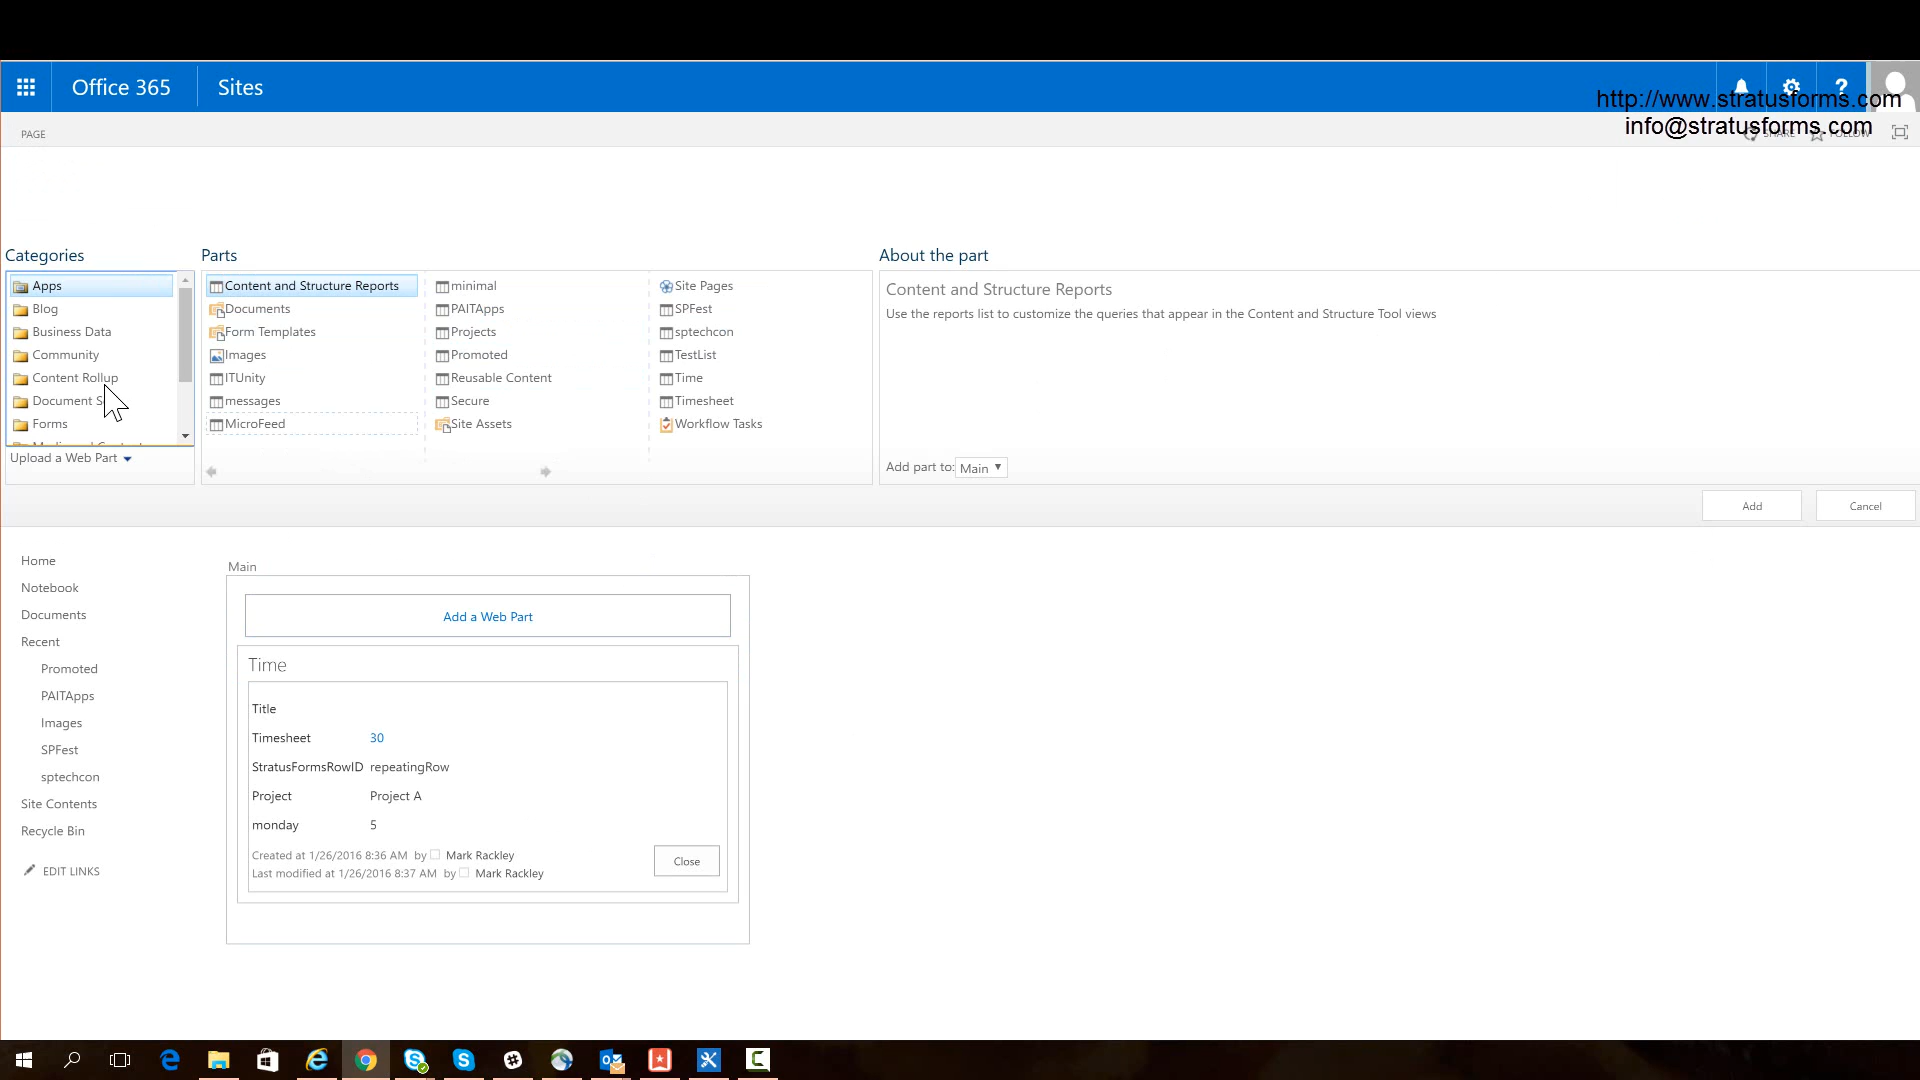 Office 365
Sites
http://www.stratusforms.com
info@stratusforms.com
PAGE
SHARE
FOLLOW
Categories
Apps
Blog
Business Data
Community
Content Rollup
Document S
Forms
Upload a Web Part
Parts
Content and Structure Reports
Documents
Form Templates
Images
ITUnity
messages
MicroFeed
minimal
PAITApps
Projects
Promoted
Reusable Content
Secure
Site Assets
Site Pages
SPFest
sptechcon
TestList
Time
Timesheet
Workflow Tasks
About the part
Content and Structure Reports
Use the reports list to customize the queries that appear in the Content and Structure Tool views
Add part to: Main
Add
Cancel
Home
Notebook
Documents
Recent
Promoted
PAITApps
Images
SPFest
sptechcon
Site Contents
Recycle Bin
EDIT LINKS
Main
Add a Web Part
Time
Title
Timesheet 30
StratusFormsRowID repeatingRow
Project Project A
monday 5
Created at 1/26/2016 8:36 AM by Mark Rackley
Last modified at 1/26/2016 8:37 AM by Mark Rackley
Close